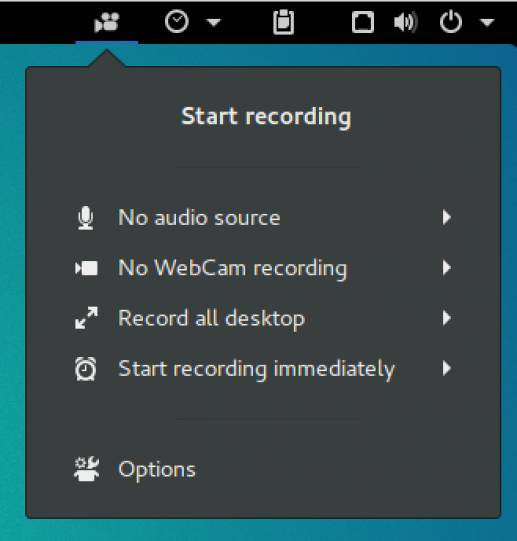 Start recording
No audio source
No WebCam recording
Record all desktop
Start recording immediately
Options